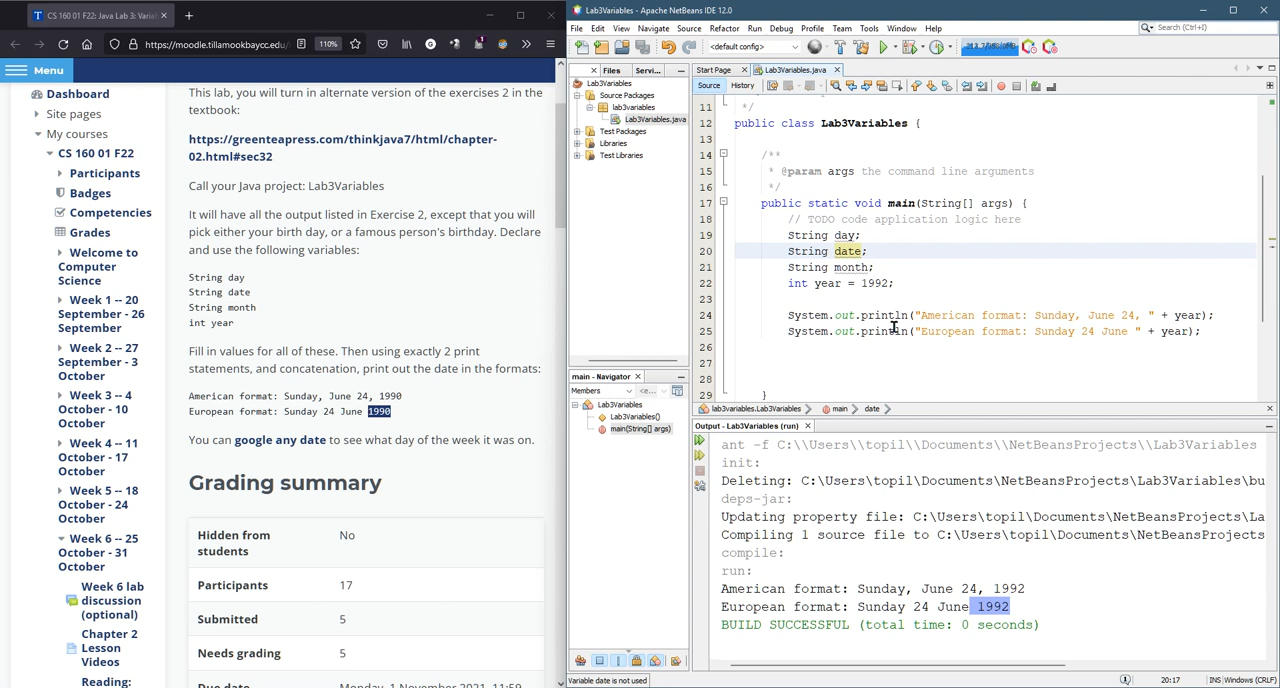 CS 160 01 F22: Java Lab 3: Varia
https://moodle.tillamookbaycc.edu/
110%
Menu
Dashboard
Site pages
My courses
CS 160 01 F22
Participants
Badges
Competencies
Grades
Welcome to
Computer
Science
Week 1 -- 20
September - 26
September
Week 2 -- 27
September - 3
October
Week 3 -- 4
October - 10
October
Week 4 -- 11
October - 17
October
Week 5 -- 18
October - 24
October
Week 6 -- 25
October - 31
October
Week 6 lab
discussion
(optional)
Chapter 2
Lesson
Videos
Reading:
This lab, you will turn in alternate version of the exercises 2 in the
textbook:
https://greenteapress.com/thinkjava7/html/chapter-
02.html#sec32
Call your Java project: Lab3Variables
It will have all the output listed in Exercise 2, except that you will
pick either your birth day, or a famous person's birthday. Declare
and use the following variables:
String day
String date
String month
int year
Fill in values for all of these. Then using exactly 2 print
statements, and concatenation, print out the date in the formats:
American format: Sunday, June 24, 1990
European format: Sunday 24 June 1990
You can google any date to see what day of the week it was on.
Grading summary
Hidden from
students
No
Participants 17
Submitted 5
Needs grading 5
Due date Monday, 1 November 2021, 11:59
Lab3Variables - Apache NetBeans IDE 12.0
File Edit View Navigate Source Refactor Run Debug Profile Team Tools Window Help
Search (Ctrl+I)
<default config>
Files Servi...
Lab3Variables
Source Packages
lab3variables
Lab3Variables.java
Test Packages
Libraries
Test Libraries
Start Page Lab3Variables.java
Source History
11 */
12 public class Lab3Variables {
13
14 /**
15 * @param args the command line arguments
16 */
17 public static void main(String[] args) {
18 // TODO code application logic here
19 String day;
20 String date;
21 String month;
22 int year = 1992;
23
24 System.out.println("American format: Sunday, June 24, " + year);
25 System.out.println("European format: Sunday 24 June " + year);
26
27
28
29 }
lab3variables.Lab3Variables main date
main - Navigator
Members <e...
Lab3Variables
Lab3Variables()
main(String[] args)
Output - Lab3Variables (run)
ant -f C:\\Users\\topil\\Documents\\NetBeansProjects\\Lab3Variables
init:
Deleting: C:\Users\topil\Documents\NetBeansProjects\Lab3Variables\bu
deps-jar:
Updating property file: C:\Users\topil\Documents\NetBeansProjects\La
Compiling 1 source file to C:\Users\topil\Documents\NetBeansProjects
compile:
run:
American format: Sunday, June 24, 1992
European format: Sunday 24 June 1992
BUILD SUCCESSFUL (total time: 0 seconds)
Variable date is not used
20:17 INS Windows (CRLF)